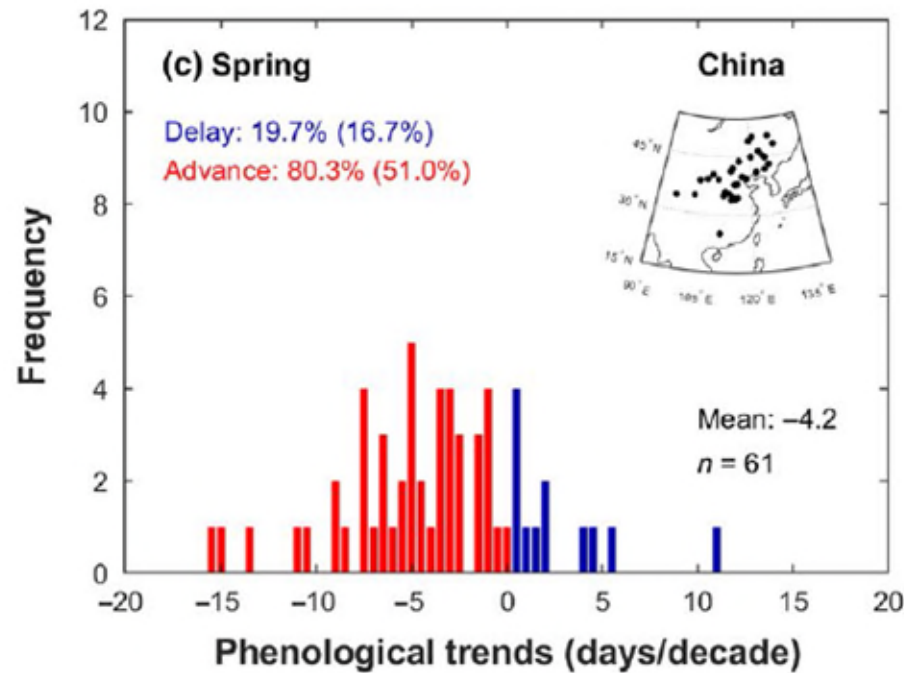 12
10
8
6
4
2
0
Frequency
(c) Spring
Delay: 19.7% (16.7%)
Advance: 80.3% (51.0%)
China
45°N
30°N
15°N
90°E
105°E
120°E
135°E
Mean: –4.2
n = 61
–20 –15 –10 –5 0 5 10 15 20
Phenological trends (days/decade)